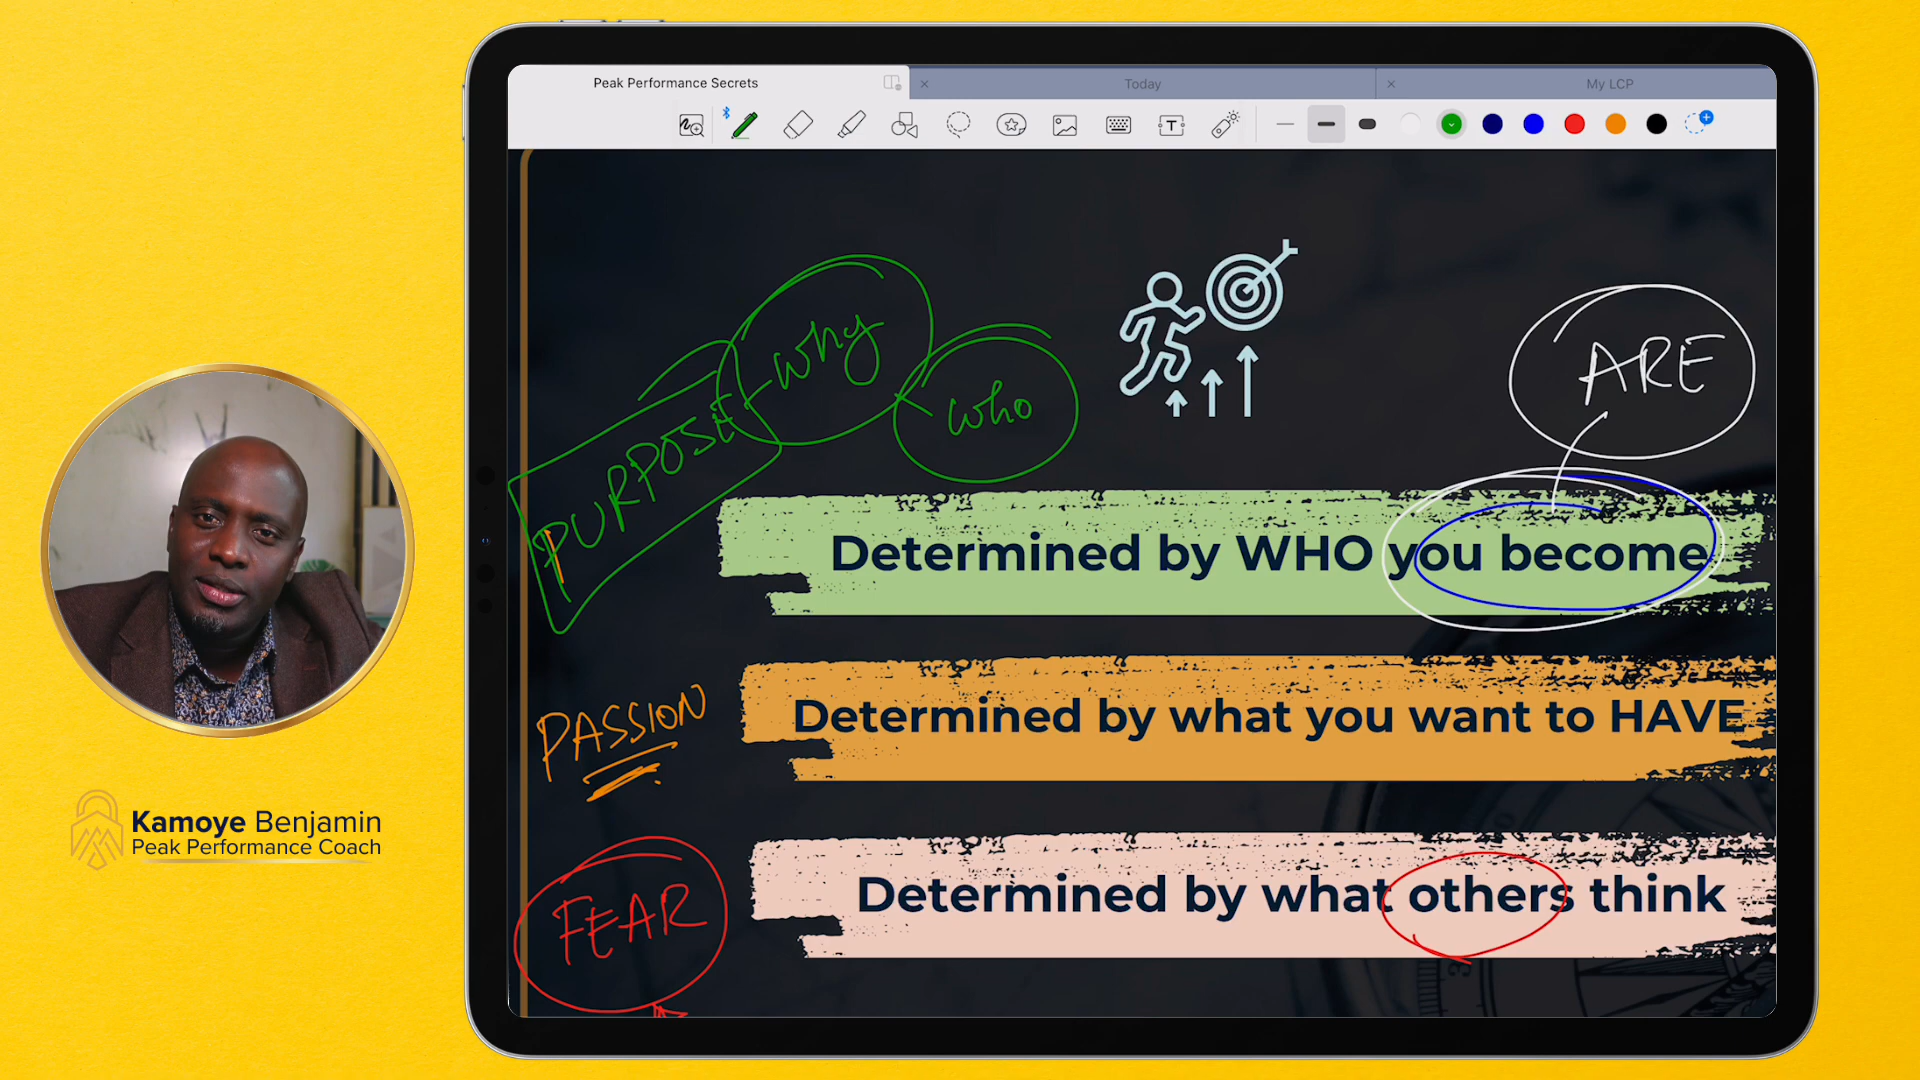 Peak Performance Secrets
Today
My LCP
T
why
who
PURPOSE
ARE
Determined by WHO you become
PASSION
Determined by what you want to HAVE
FEAR
Determined by what others think
Kamoye Benjamin
Peak Performance Coach